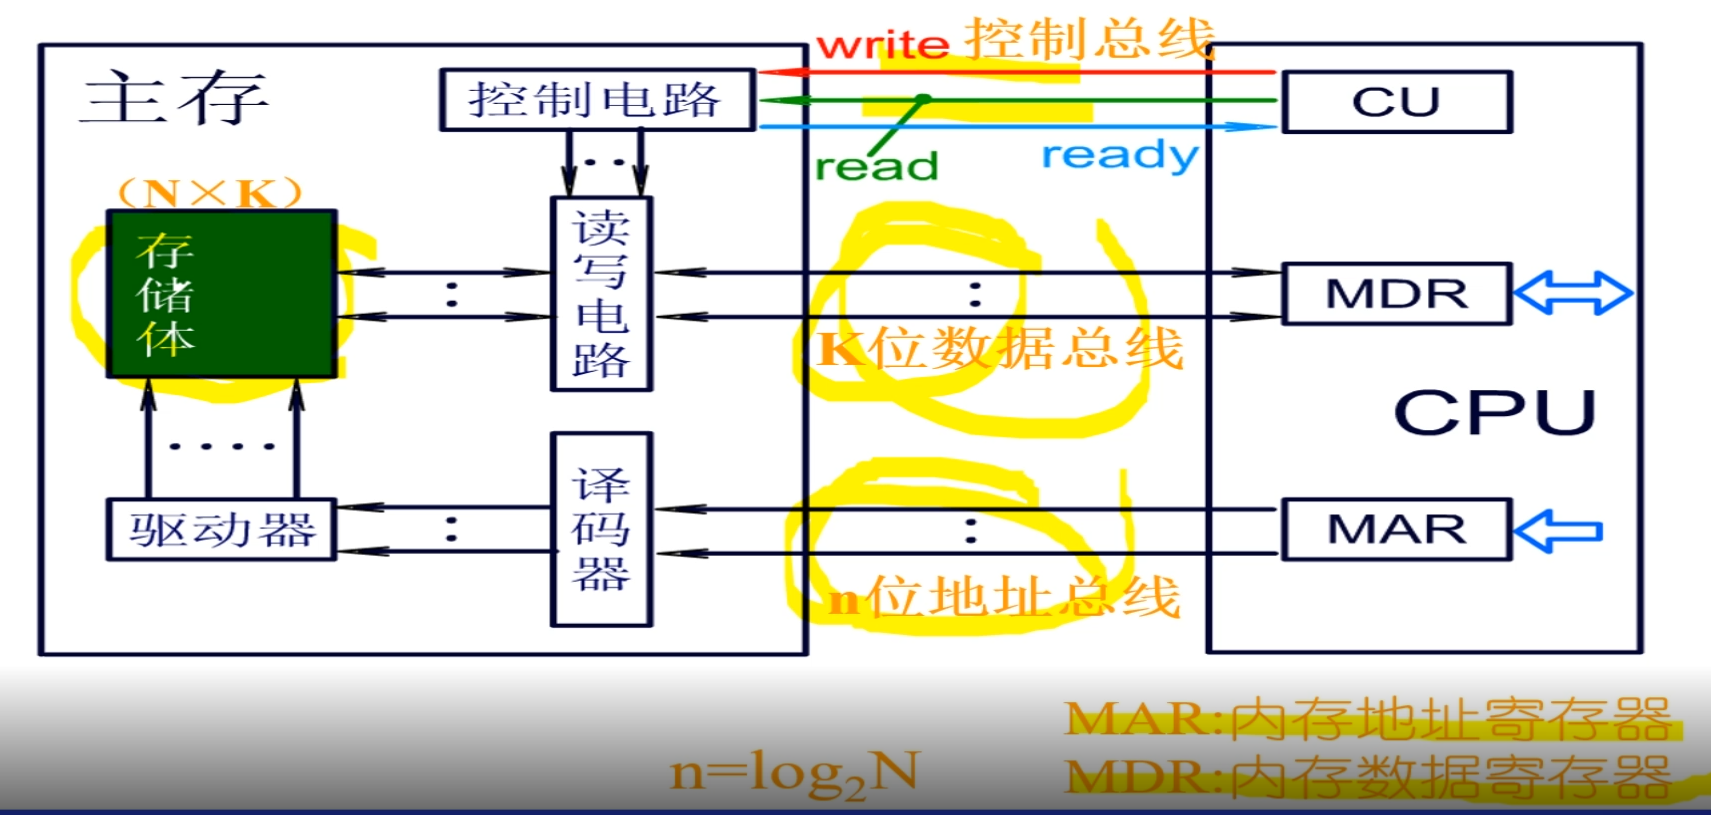 write 控制总线
主存
控制电路
CU
read
ready
(N×K)
存储体
读写电路
MDR
K位数据总线
CPU
驱动器
译码器
MAR
n位地址总线
MAR:内存地址寄存器
n=log₂N
MDR:内存数据寄存器